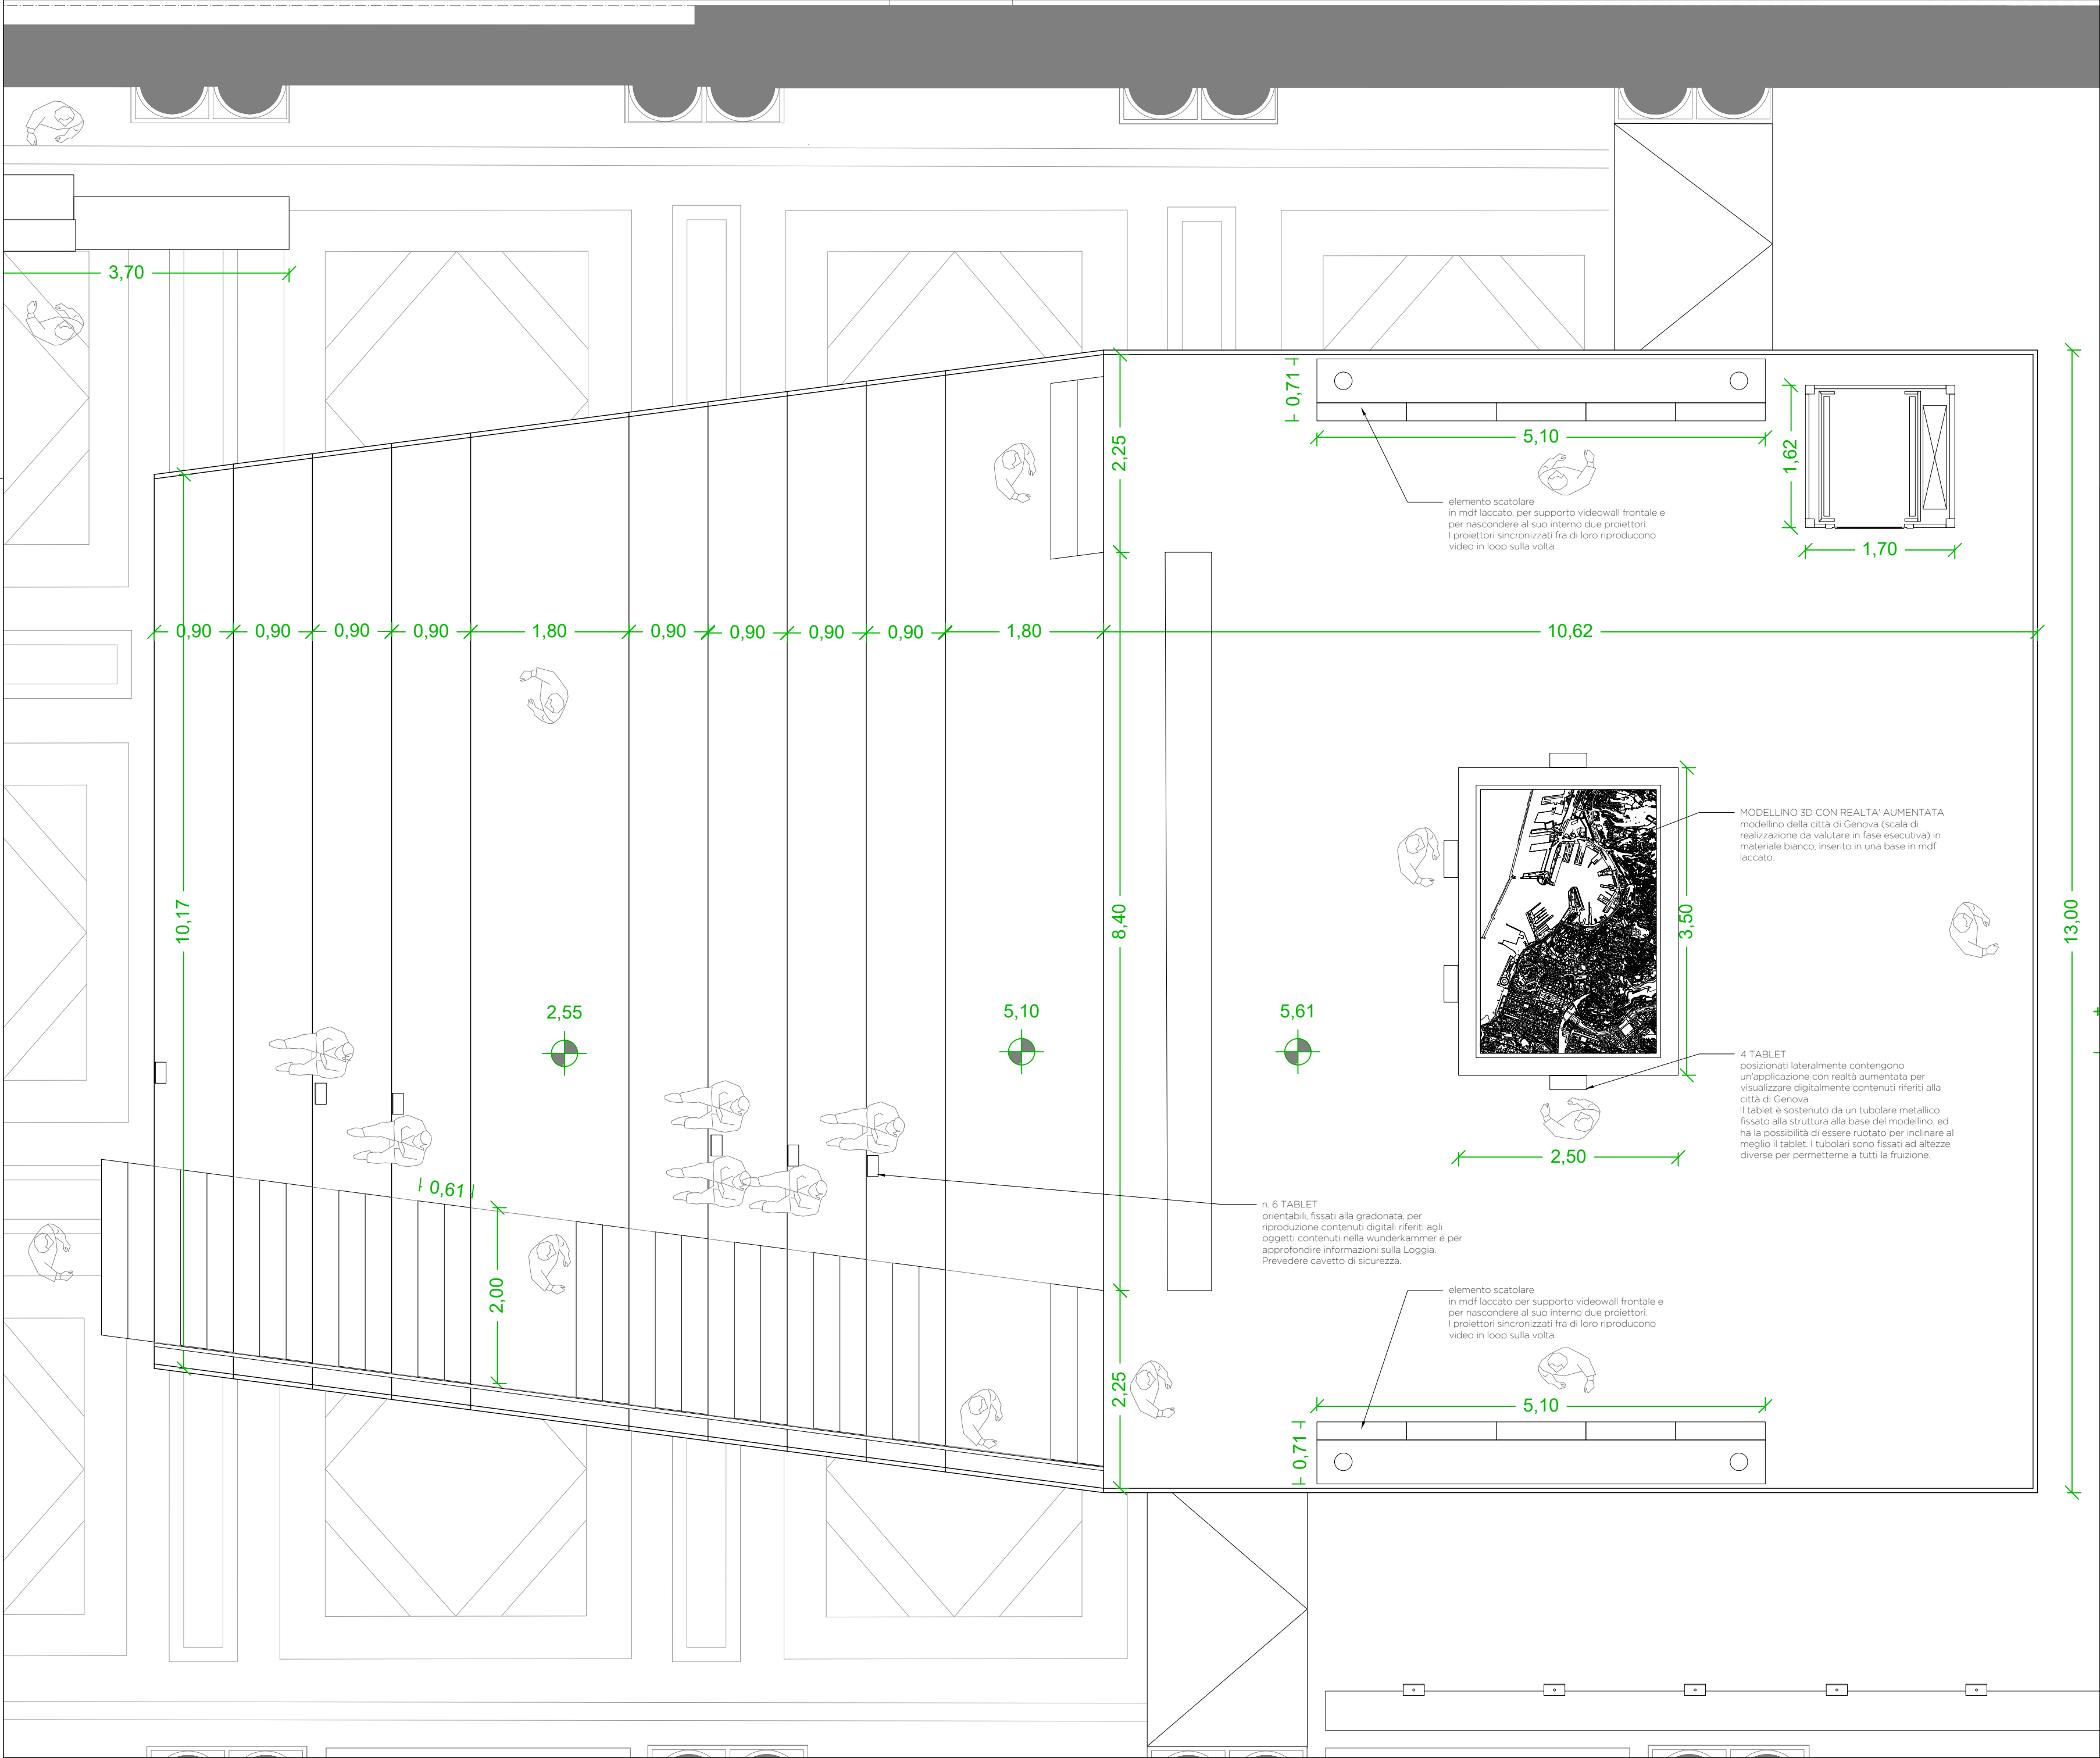 3,70
0,71
5,10
2,25
1,62
1,70
elemento scatolare
in mdf laccato, per supporto videowall frontale e
per nascondere al suo interno due proiettori.
I proiettori sincronizzati fra di loro riproducono
video in loop sulla volta.
0,90
0,90
0,90
0,90
1,80
0,90
0,90
0,90
0,90
1,80
10,62
MODELLINO 3D CON REALTA' AUMENTATA
modellino della città di Genova (scala di
realizzazione da valutare in fase esecutiva) in
materiale bianco, inserito in una base in mdf
laccato.
10,17
8,40
3,50
13,00
2,55
5,10
5,61
4 TABLET
posizionati lateralmente contengono
un'applicazione con realtà aumentata per
visualizzare digitalmente contenuti riferiti alla
città di Genova.
Il tablet è sostenuto da un tubolare metallico
fissato alla struttura alla base del modellino, ed
ha la possibilità di essere ruotato per inclinare al
meglio il tablet. I tubolari sono fissati ad altezze
diverse per permetterne a tutti la fruizione.
2,50
0,61
n. 6 TABLET
orientabili, fissati alla gradonata, per
riproduzione contenuti digitali riferiti agli
oggetti contenuti nella wunderkammer e per
approfondire informazioni sulla Loggia.
Prevedere cavetto di sicurezza.
2,00
elemento scatolare
in mdf laccato per supporto videowall frontale e
per nascondere al suo interno due proiettori.
I proiettori sincronizzati fra di loro riproducono
video in loop sulla volta.
2,25
5,10
0,71